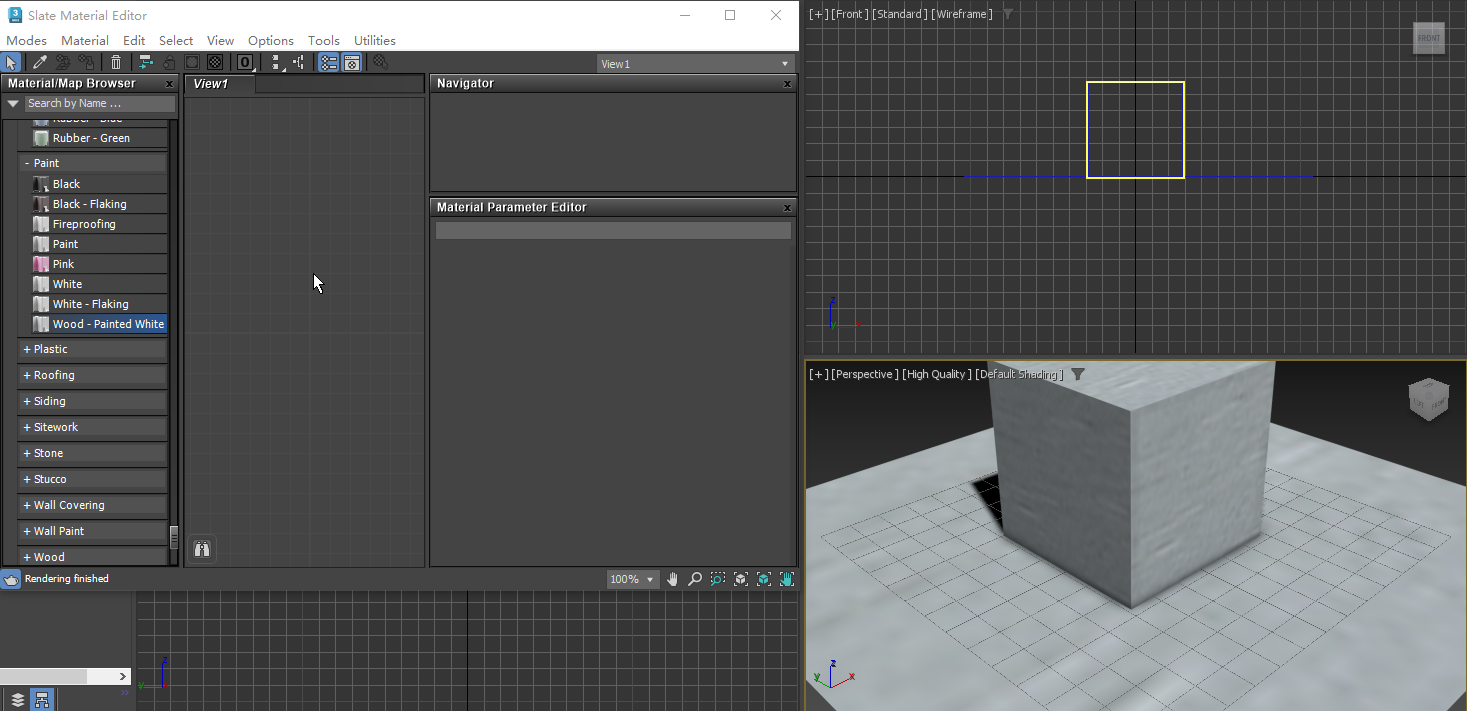 Slate Material Editor
Modes Material Edit Select View Options Tools Utilities
0
View1
Material/Map Browser
Search by Name ...
Rubber - Blue
Rubber - Green
- Paint
Black
Black - Flaking
Fireproofing
Paint
Pink
White
White - Flaking
Wood - Painted White
+ Plastic
+ Roofing
+ Siding
+ Sitework
+ Stone
+ Stucco
+ Wall Covering
+ Wall Paint
+ Wood
Rendering finished
View1
Navigator
Material Parameter Editor
100%
z
y
[+] [Front ] [Standard ] [Wireframe ]
FRONT
z
y
x
[+] [Perspective ] [High Quality ] [Default Shading ]
LEFT
FRONT
z
y
x